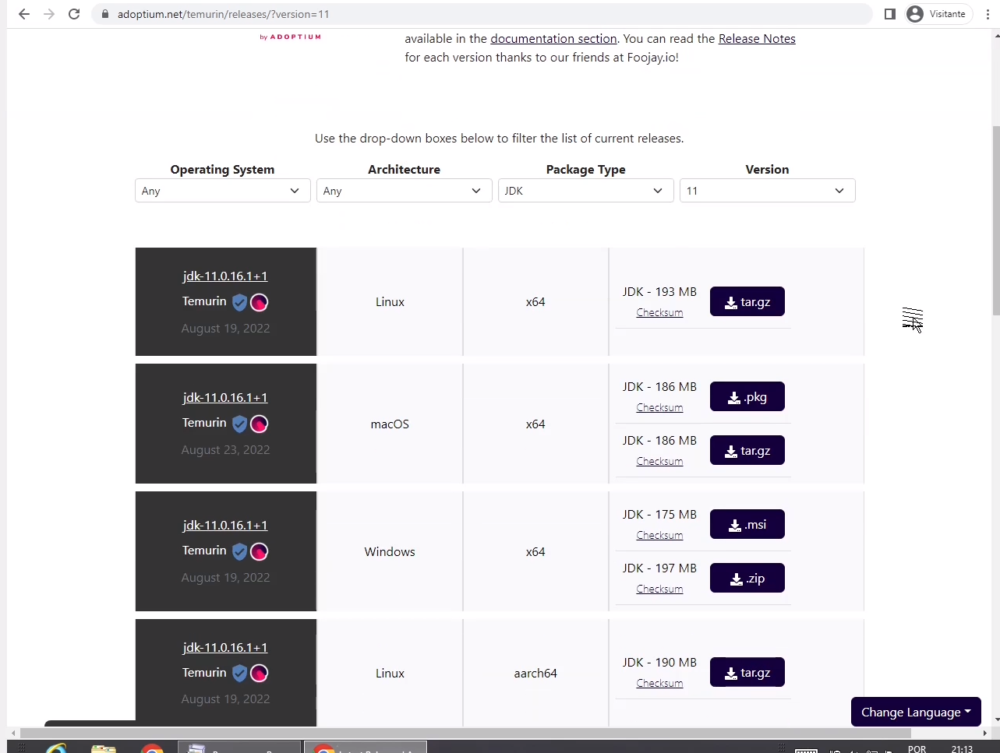 adoptium.net/temurin/releases/?version=11
Visitante
by ADOPTIUM
available in the documentation section. You can read the Release Notes
for each version thanks to our friends at Foojay.io!
Use the drop-down boxes below to filter the list of current releases.
Operating System Architecture Package Type Version
Any Any JDK 11
jdk-11.0.16.1+1
Temurin
August 19, 2022
Linux
x64
JDK - 193 MB
Checksum
tar.gz
jdk-11.0.16.1+1
Temurin
August 23, 2022
macOS
x64
JDK - 186 MB
Checksum
.pkg
JDK - 186 MB
Checksum
tar.gz
jdk-11.0.16.1+1
Temurin
August 19, 2022
Windows
x64
JDK - 175 MB
Checksum
.msi
JDK - 197 MB
Checksum
.zip
jdk-11.0.16.1+1
Temurin
August 19, 2022
Linux
aarch64
JDK - 190 MB
Checksum
tar.gz
Change Language
POR
21:13